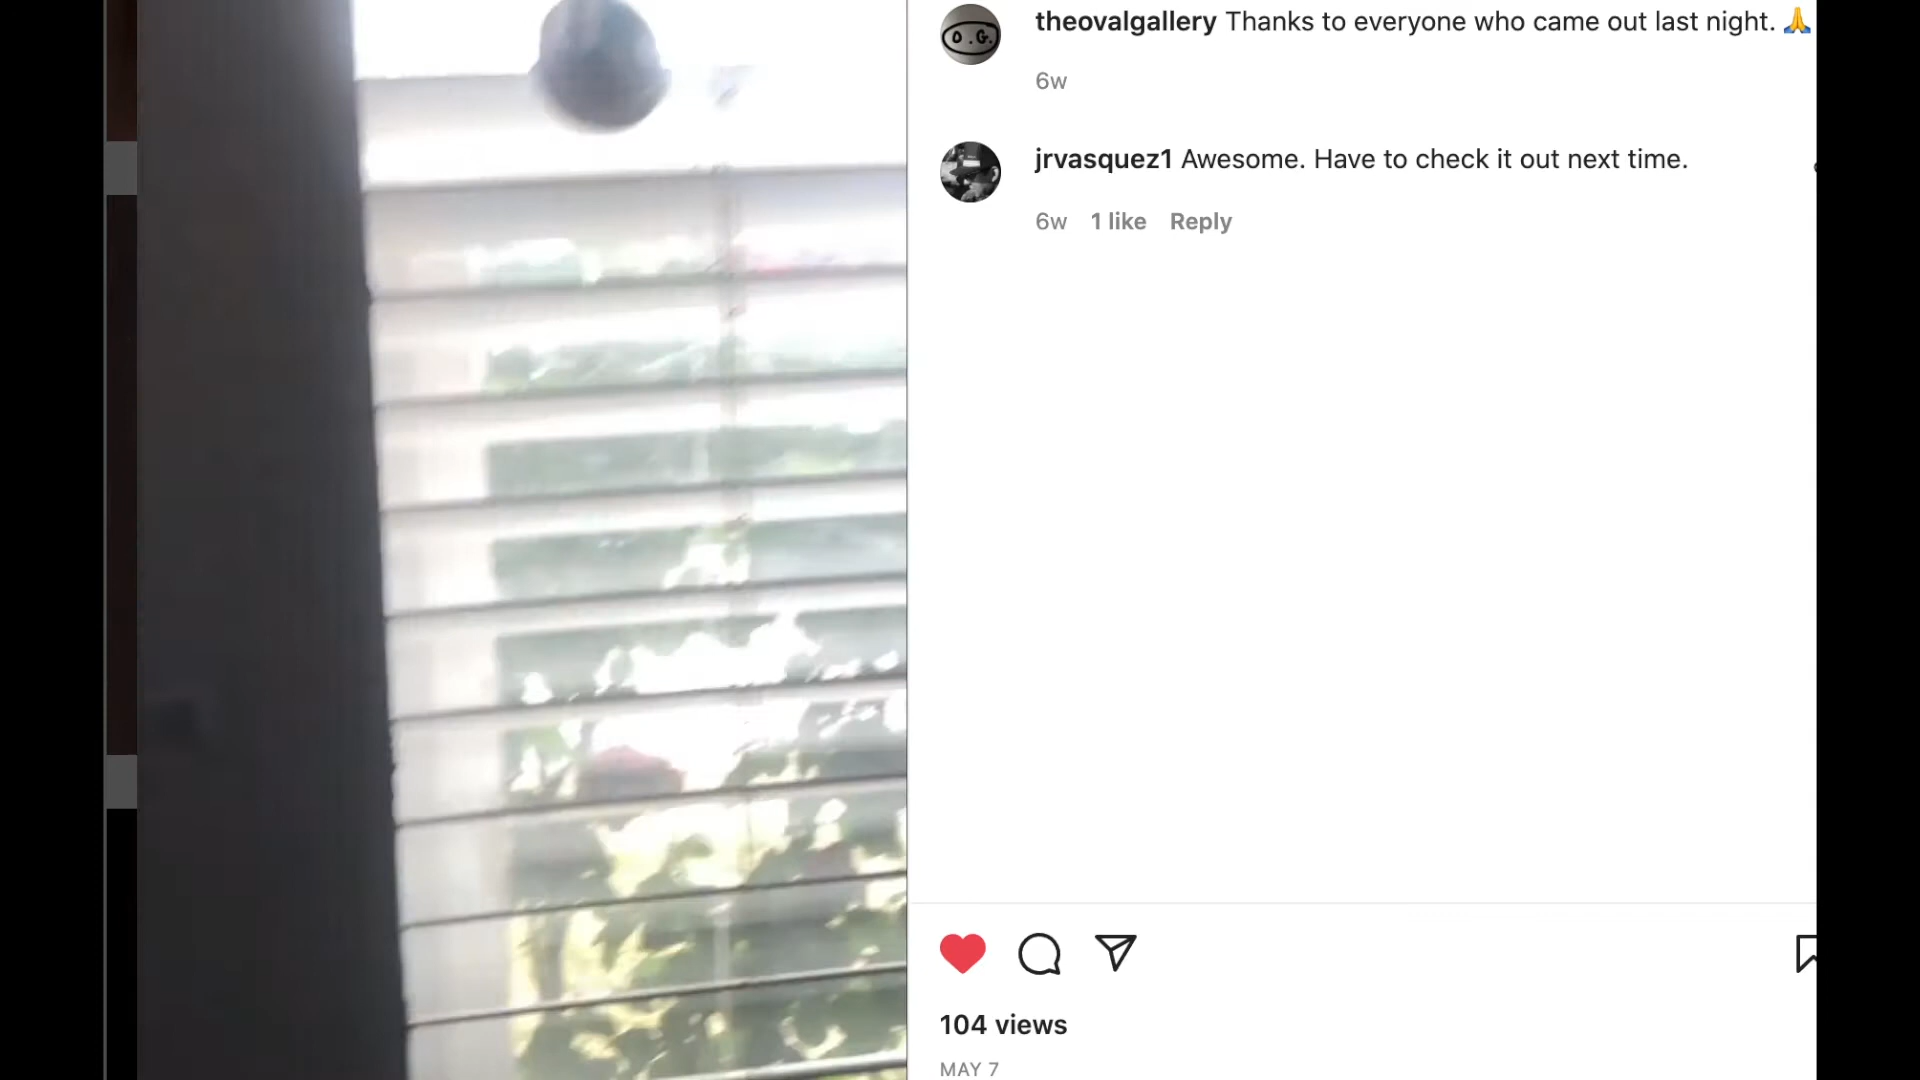 O.G.
theovalgallery Thanks to everyone who came out last night. 🙏
6w
jrvasquez1 Awesome. Have to check it out next time.
6w 1 like Reply
104 views
MAY 7